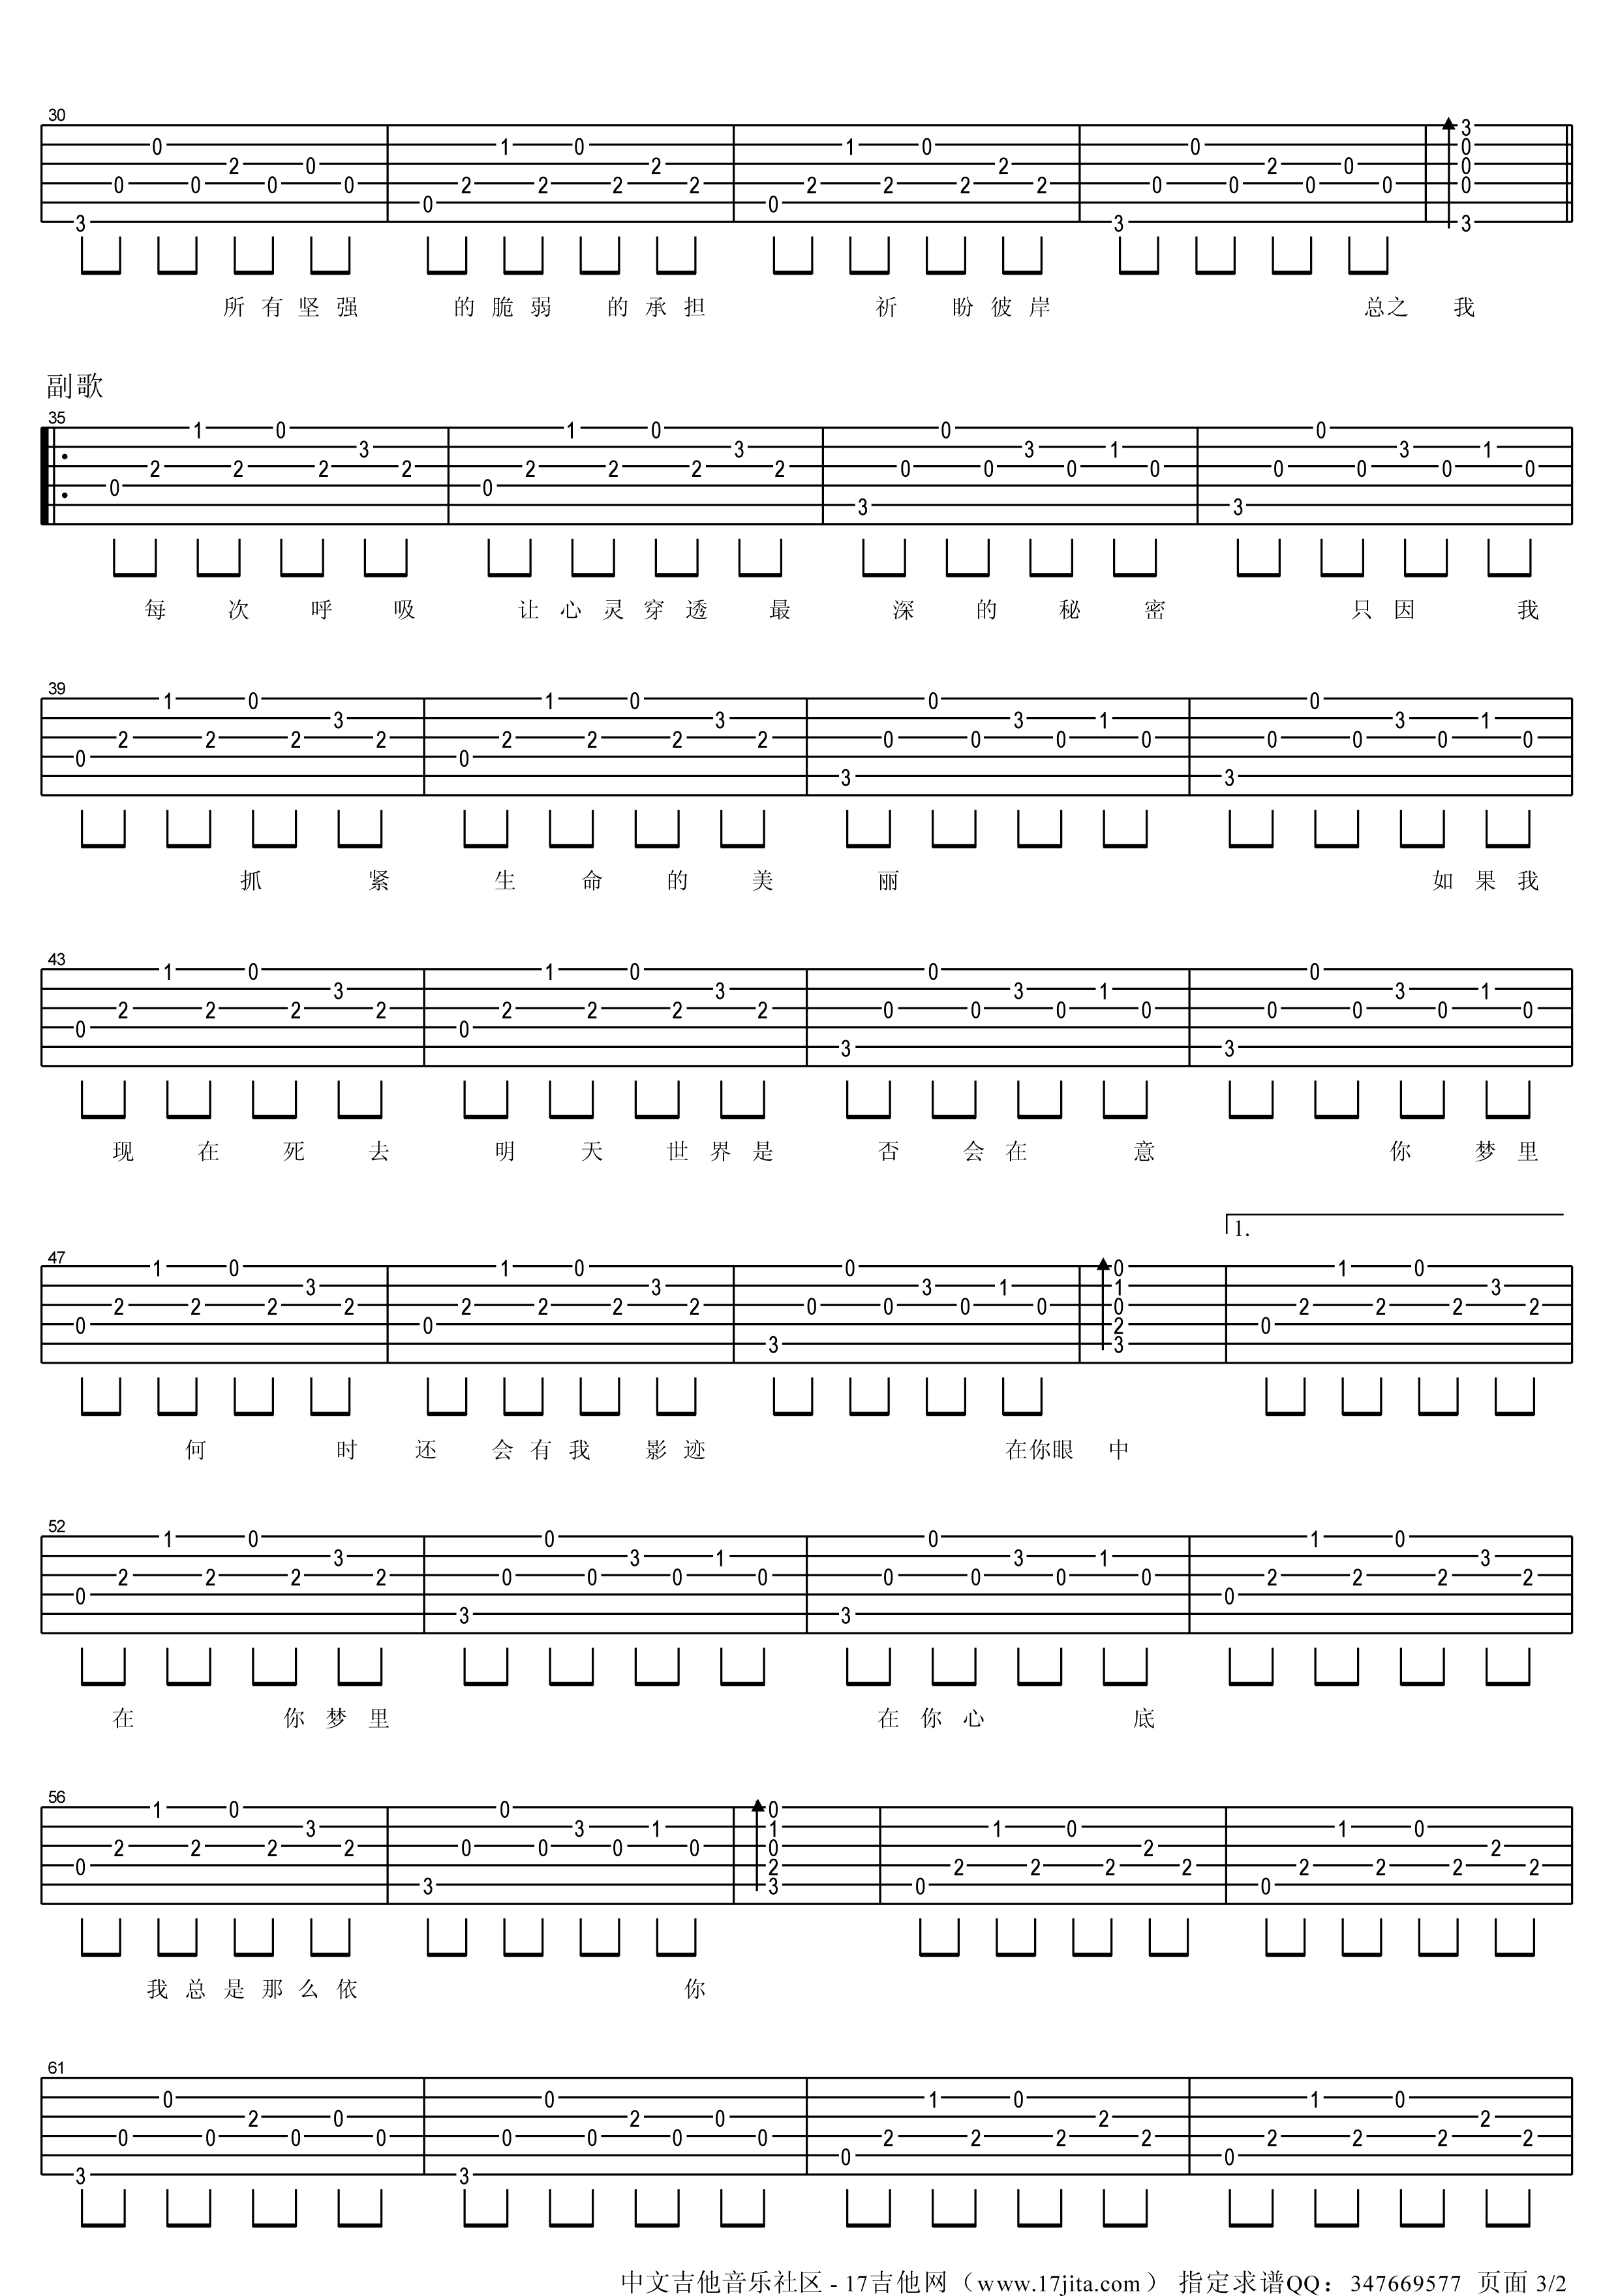 30
所有坚强 的脆弱 的承担 祈 盼彼岸 总之 我
副歌
35
每次呼吸 让心灵穿透 最 深的秘密 只因 我
39
抓紧 生命的美丽 如果我
43
现在死去 明天世界是 否会在意 你梦里
1.
47
何时 还会有我影迹 在你眼中
52
在 你梦里 在你心 底
56
我总是那么依 你
61
中文吉他音乐社区 - 17吉他网（www.17jita.com） 指定求谱QQ：347669577 页面 3/2